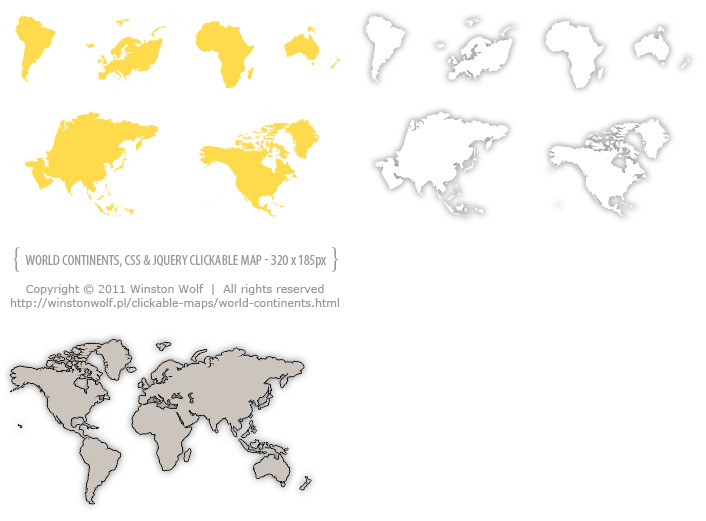 { WORLD CONTINENTS, CSS & JQUERY CLICKABLE MAP - 320 x 185px }
Copyright © 2011 Winston Wolf | All rights reserved
http://winstonwolf.pl/clickable-maps/world-continents.html